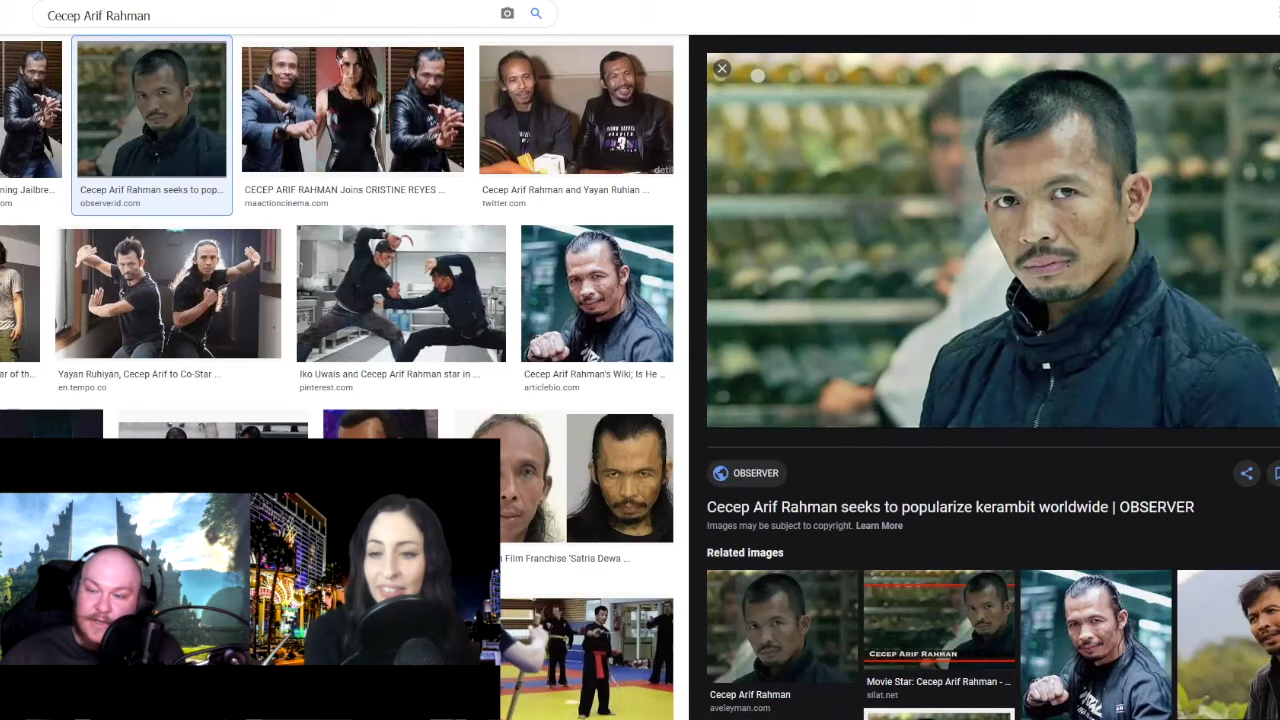 Cecep Arif Rahman
ning Jailbre...
om
Cecep Arif Rahman seeks to pop...
observerid.com
CECEP ARIF RAHMAN Joins CRISTINE REYES ...
maactioncinema.com
Cecep Arif Rahman and Yayan Ruhian ...
twitter.com
ar of th...
Yayan Ruhiyan, Cecep Arif to Co-Star ...
en.tempo.co
Iko Uwais and Cecep Arif Rahman star in ...
pinterest.com
Cecep Arif Rahman's Wiki; Is He ...
articlebio.com
Film Franchise 'Satria Dewa ...
OBSERVER
Cecep Arif Rahman seeks to popularize kerambit worldwide | OBSERVER
Images may be subject to copyright. Learn More
Related images
Cecep Arif Rahman
aveleyman.com
CECEP ARIF RAHMAN
Movie Star: Cecep Arif Rahman - ...
silat.net